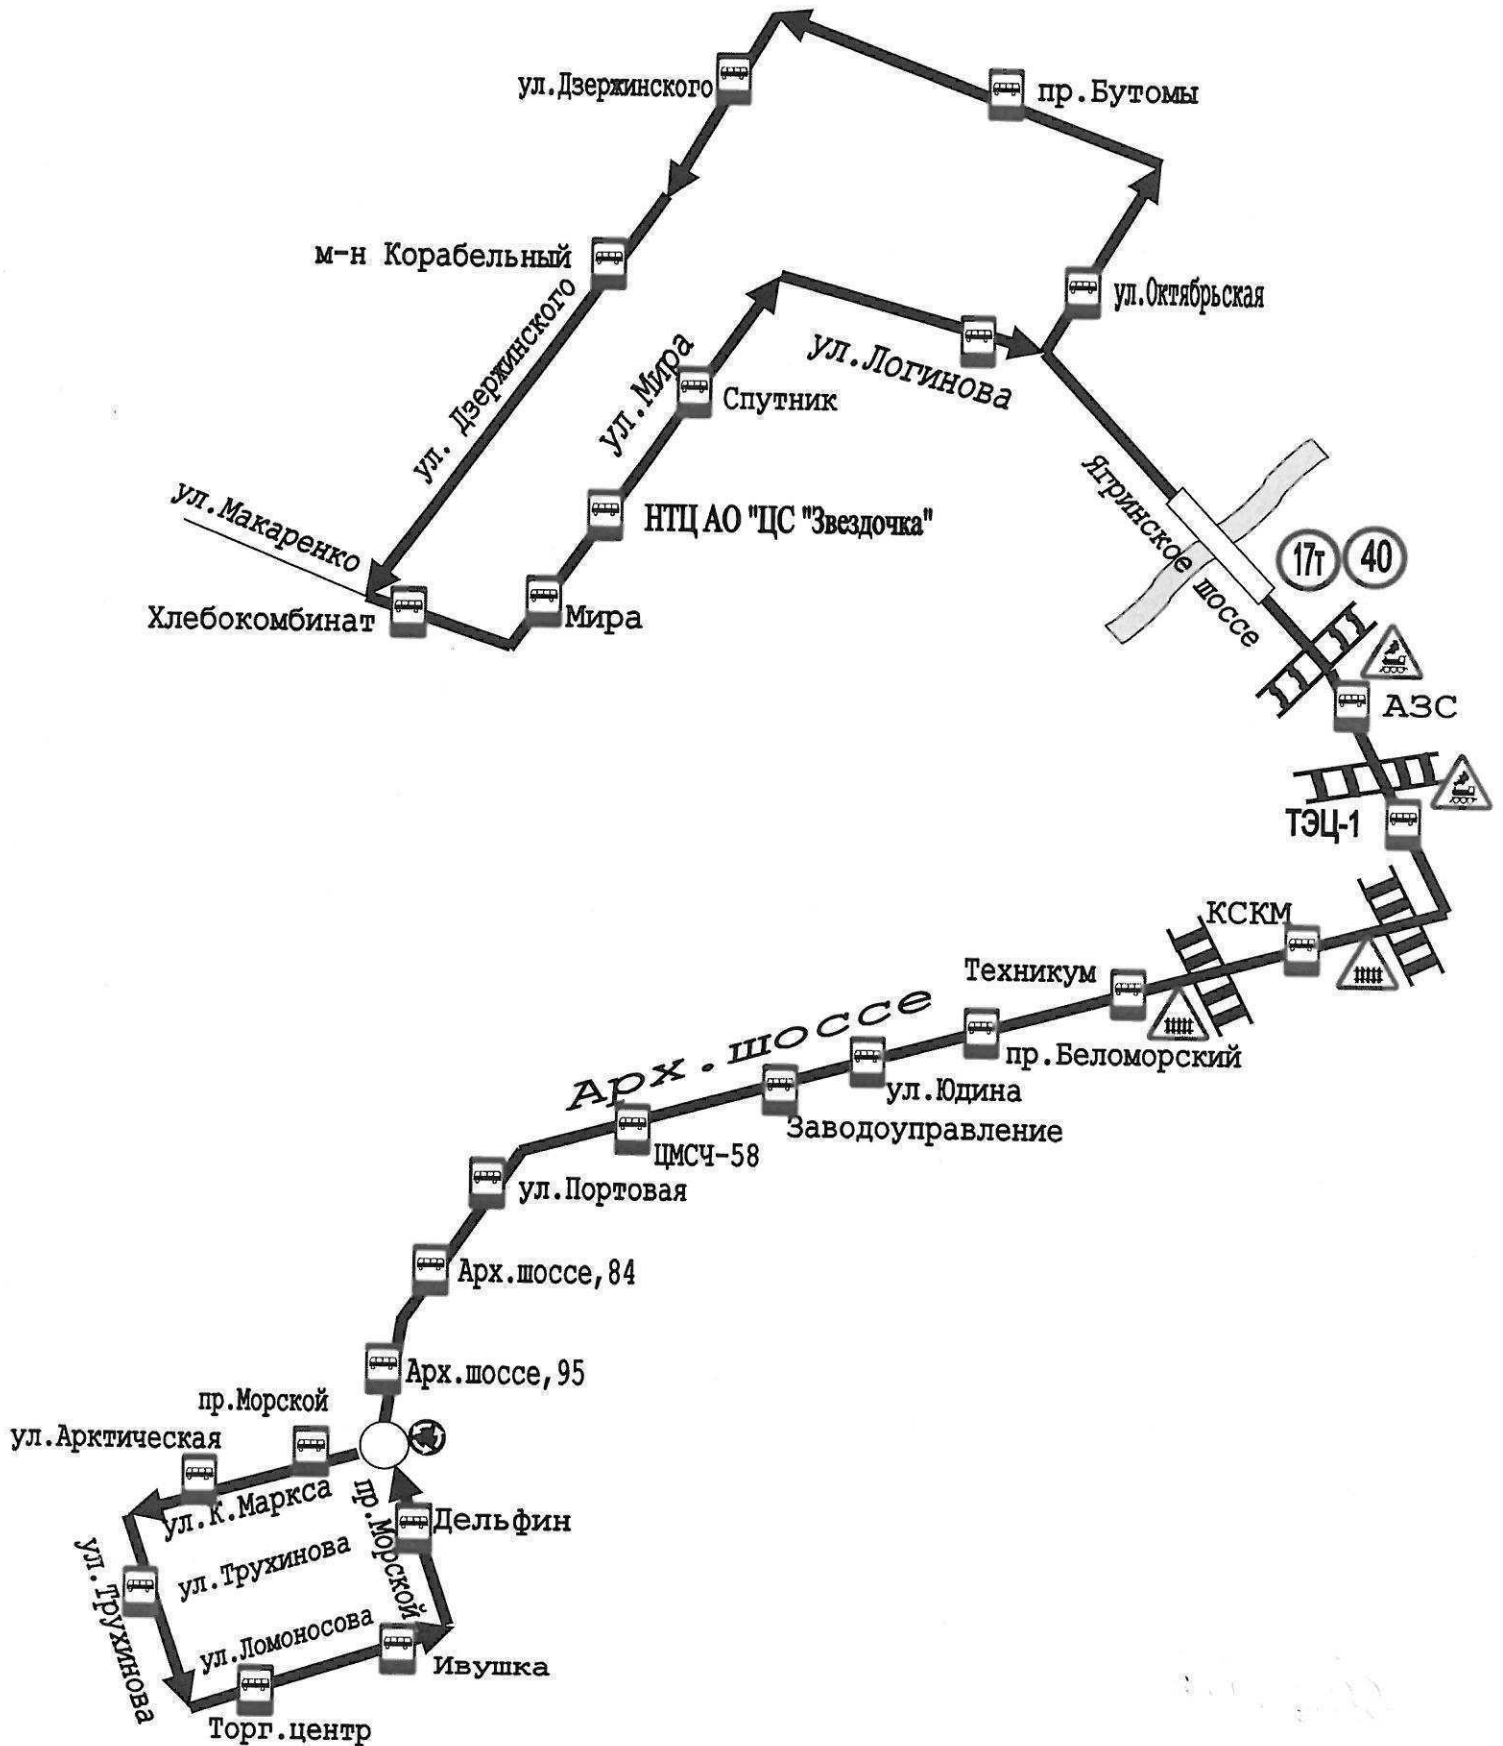 ул.Дзержинского
пр.Бутомы
м-н Корабельный
ул.Октябрьская
ул. Дзержинского
ул.Мира
ул.Логинова
Спутник
ул.Макаренко
НТЦ АО "ЦС "Звездочка"
Ягринское шоссе
17т
40
Хлебокомбинат
Мира
АЗС
ТЭЦ-1
КСКМ
Техникум
Арх.шоссе
пр.Беломорский
ул.Юдина
Заводоуправление
ЦМСЧ-58
ул.Портовая
Арх.шоссе,84
Арх.шоссе,95
пр.Морской
ул.Арктическая
ул.К.Маркса
пр.Морской
Дельфин
ул.Трухинова
ул.Трухинова
ул.Ломоносова
Ивушка
Торг.центр